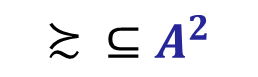 ≿ ⊆ A²